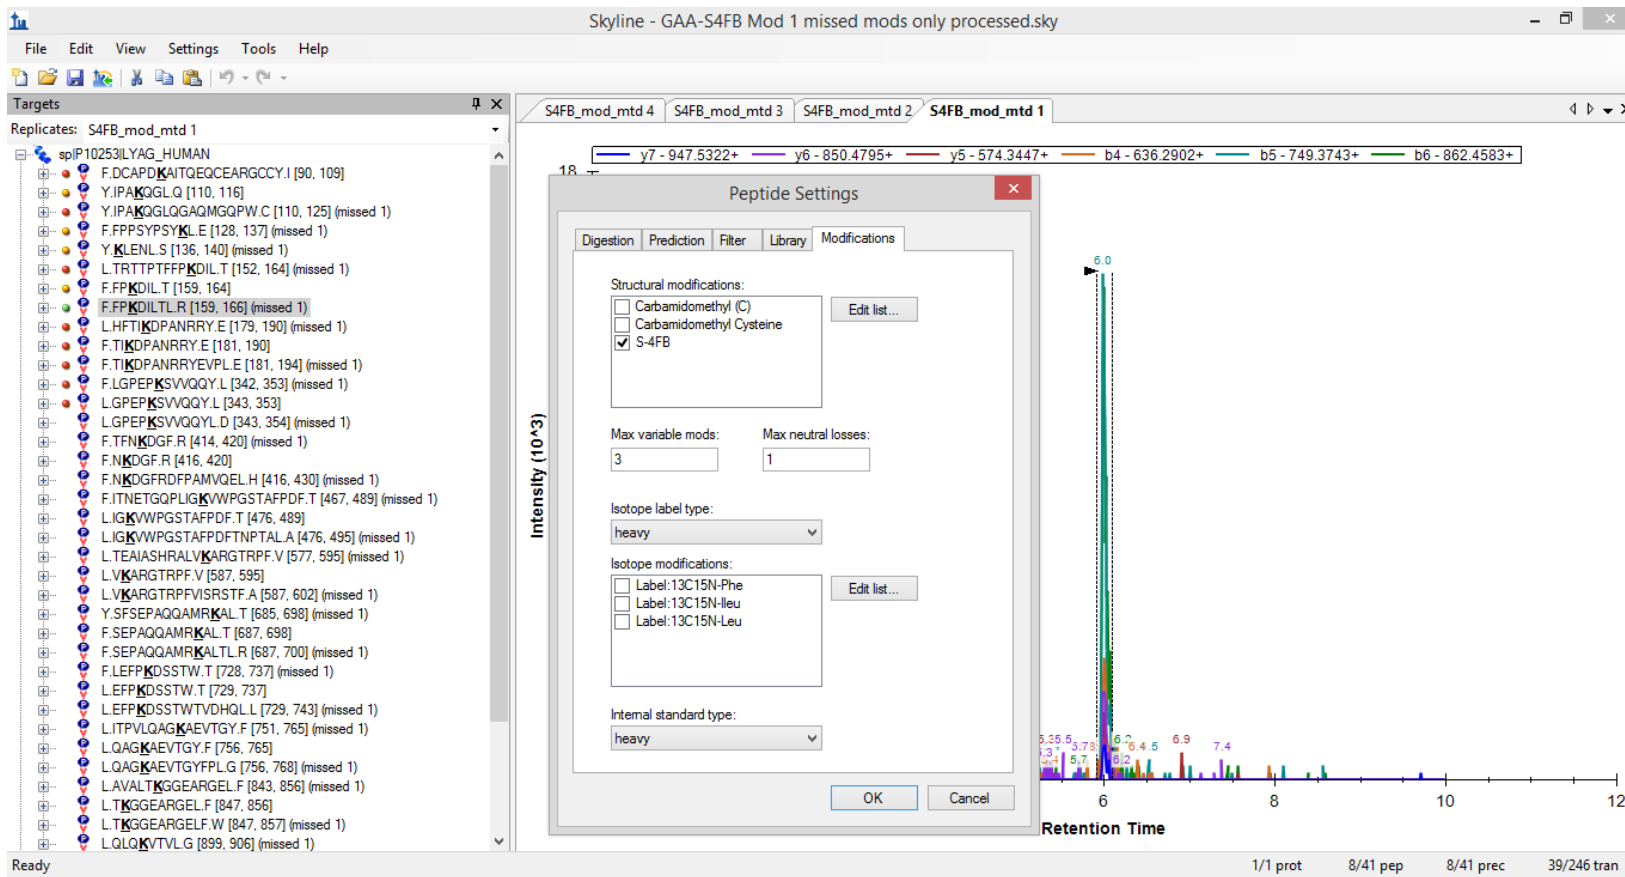 Skyline - GAA-S4FB Mod 1 missed mods only processed.sky
File Edit View Settings Tools Help
Targets
Replicates: S4FB_mod_mtd 1
sp|P10253|LYAG_HUMAN
F.DCAPDKAITQEQCEARGCCY.I [90, 109]
Y.IPAKQGL.Q [110, 116]
Y.IPAKQGLQGAQMGQPW.C [110, 125] (missed 1)
F.FPPSYPSYKL.E [128, 137] (missed 1)
Y.KLENL.S [136, 140] (missed 1)
L.TRTTPTFFPKDIL.T [152, 164] (missed 1)
F.FPKDIL.T [159, 164]
F.FPKDILTL.R [159, 166] (missed 1)
L.HFTIKDPANRRY.E [179, 190] (missed 1)
F.TIKDPANRRY.E [181, 190]
F.TIKDPANRRYEVPL.E [181, 194] (missed 1)
F.LGPEPKSVVQQY.L [342, 353] (missed 1)
L.GPEPKSVVQQY.L [343, 353]
L.GPEPKSVVQQYL.D [343, 354] (missed 1)
F.TFNKDGF.R [414, 420] (missed 1)
F.NKDGF.R [416, 420]
F.NKDGFRDFPAMVQEL.H [416, 430] (missed 1)
F.ITNETGQPLIGKVWPGSTAFPDF.T [467, 489] (missed 1)
L.IGKVWPGSTAFPDF.T [476, 489]
L.IGKVWPGSTAFPDFTNPTAL.A [476, 495] (missed 1)
L.TEAIASHRALVKARGTRPF.V [577, 595] (missed 1)
L.VKARGTRPF.V [587, 595]
L.VKARGTRPFVISRSTF.A [587, 602] (missed 1)
Y.SFSEPAQQAMRKAL.T [685, 698] (missed 1)
F.SEPAQQAMRKAL.T [687, 698]
F.SEPAQQAMRKALTL.R [687, 700] (missed 1)
F.LEFPKDSSTW.T [728, 737] (missed 1)
L.EFPKDSSTW.T [729, 737]
L.EFPKDSSTWTVDHQL.L [729, 743] (missed 1)
L.ITPVLQAGKAEVTGY.F [751, 765] (missed 1)
L.QAGKAEVTGY.F [756, 765]
L.QAGKAEVTGYFPL.G [756, 768] (missed 1)
L.AVALTKGGEARGEL.F [843, 856] (missed 1)
L.TKGGEARGEL.F [847, 856]
L.TKGGEARGELF.W [847, 857] (missed 1)
L.QLQKVTVL.G [899, 906] (missed 1)
S4FB_mod_mtd 4 S4FB_mod_mtd 3 S4FB_mod_mtd 2 S4FB_mod_mtd 1
y7 - 947.5322+ y6 - 850.4795+ y5 - 574.3447+ b4 - 636.2902+ b5 - 749.3743+ b6 - 862.4583+
18
Intensity (10^3)
Peptide Settings
Digestion Prediction Filter Library Modifications
Structural modifications:
Carbamidomethyl (C)
Carbamidomethyl Cysteine
S-4FB
Edit list...
Max variable mods: Max neutral losses:
3 1
Isotope label type:
heavy
Isotope modifications:
Label:13C15N-Phe
Label:13C15N-Ileu
Label:13C15N-Leu
Edit list...
Internal standard type:
heavy
OK Cancel
6.0
6.9 7.4
6 8 10 12
Retention Time
Ready 1/1 prot 8/41 pep 8/41 prec 39/246 tran